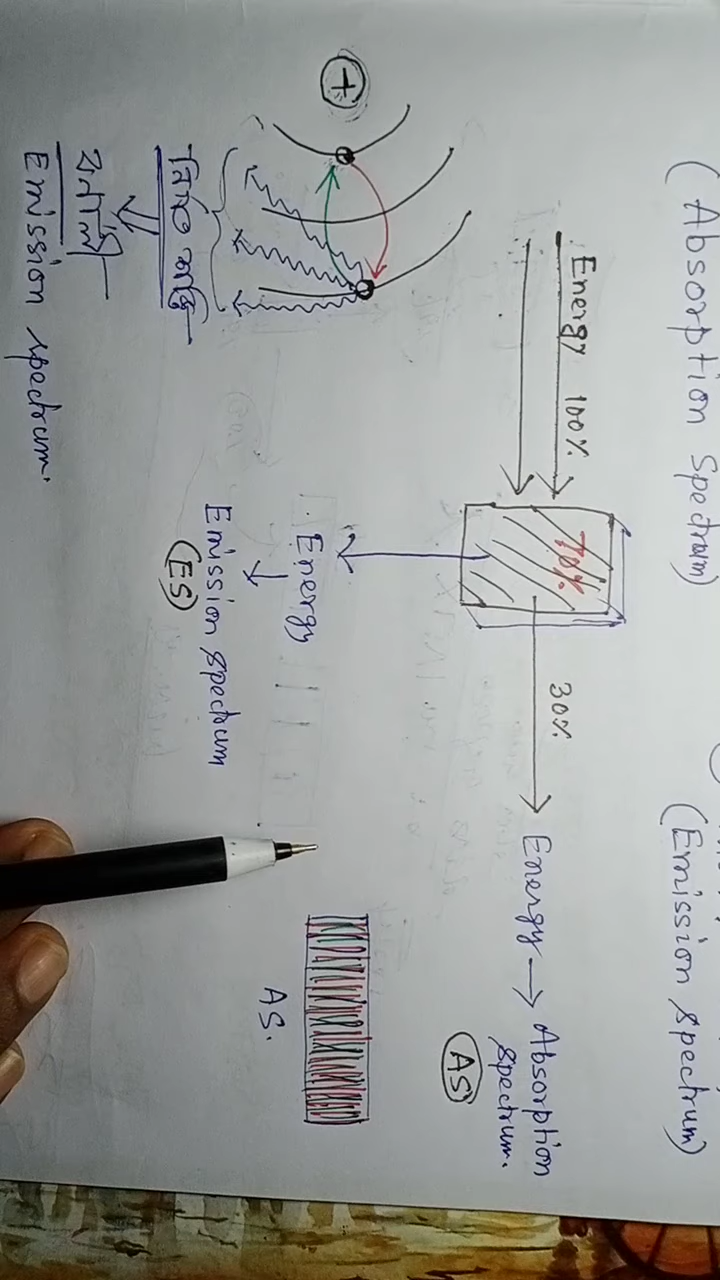 (Absorption Spectrum)
(Emission Spectrum)
Energy 100%
70%
30%
Energy → Absorption
Spectrum.
(AS)
+
Energy
↓
Emission Spectrum
(ES)
AS.
Emission Spectrum.